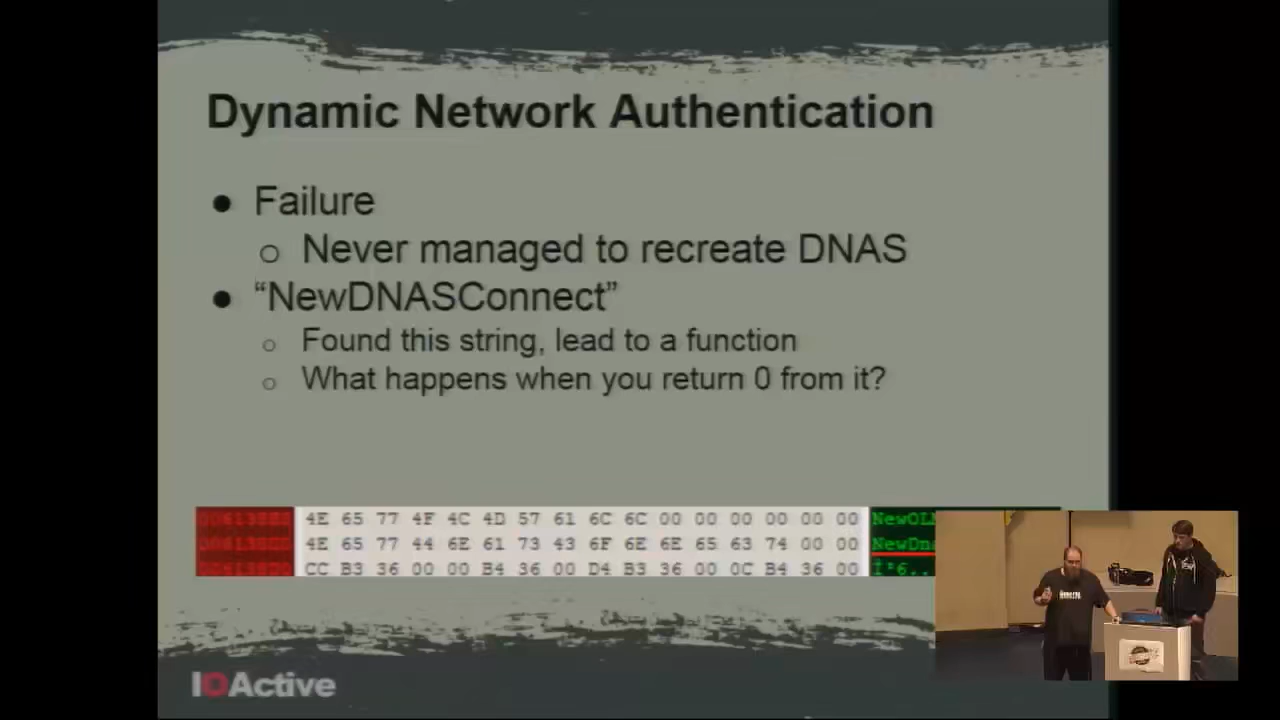 Dynamic Network Authentication
● Failure
○ Never managed to recreate DNAS
● “NewDNASConnect”
○ Found this string, lead to a function
○ What happens when you return 0 from it?
4E 65 77 4F 4C 4D 57 61 6C 6C 00 00 00 00 00 00 NewOL
4E 65 77 44 6E 61 73 43 6F 6E 6E 65 63 74 00 00 NewDna
CC B3 36 00 00 B4 36 00 D4 B3 36 00 0C B4 36 00
IOActive